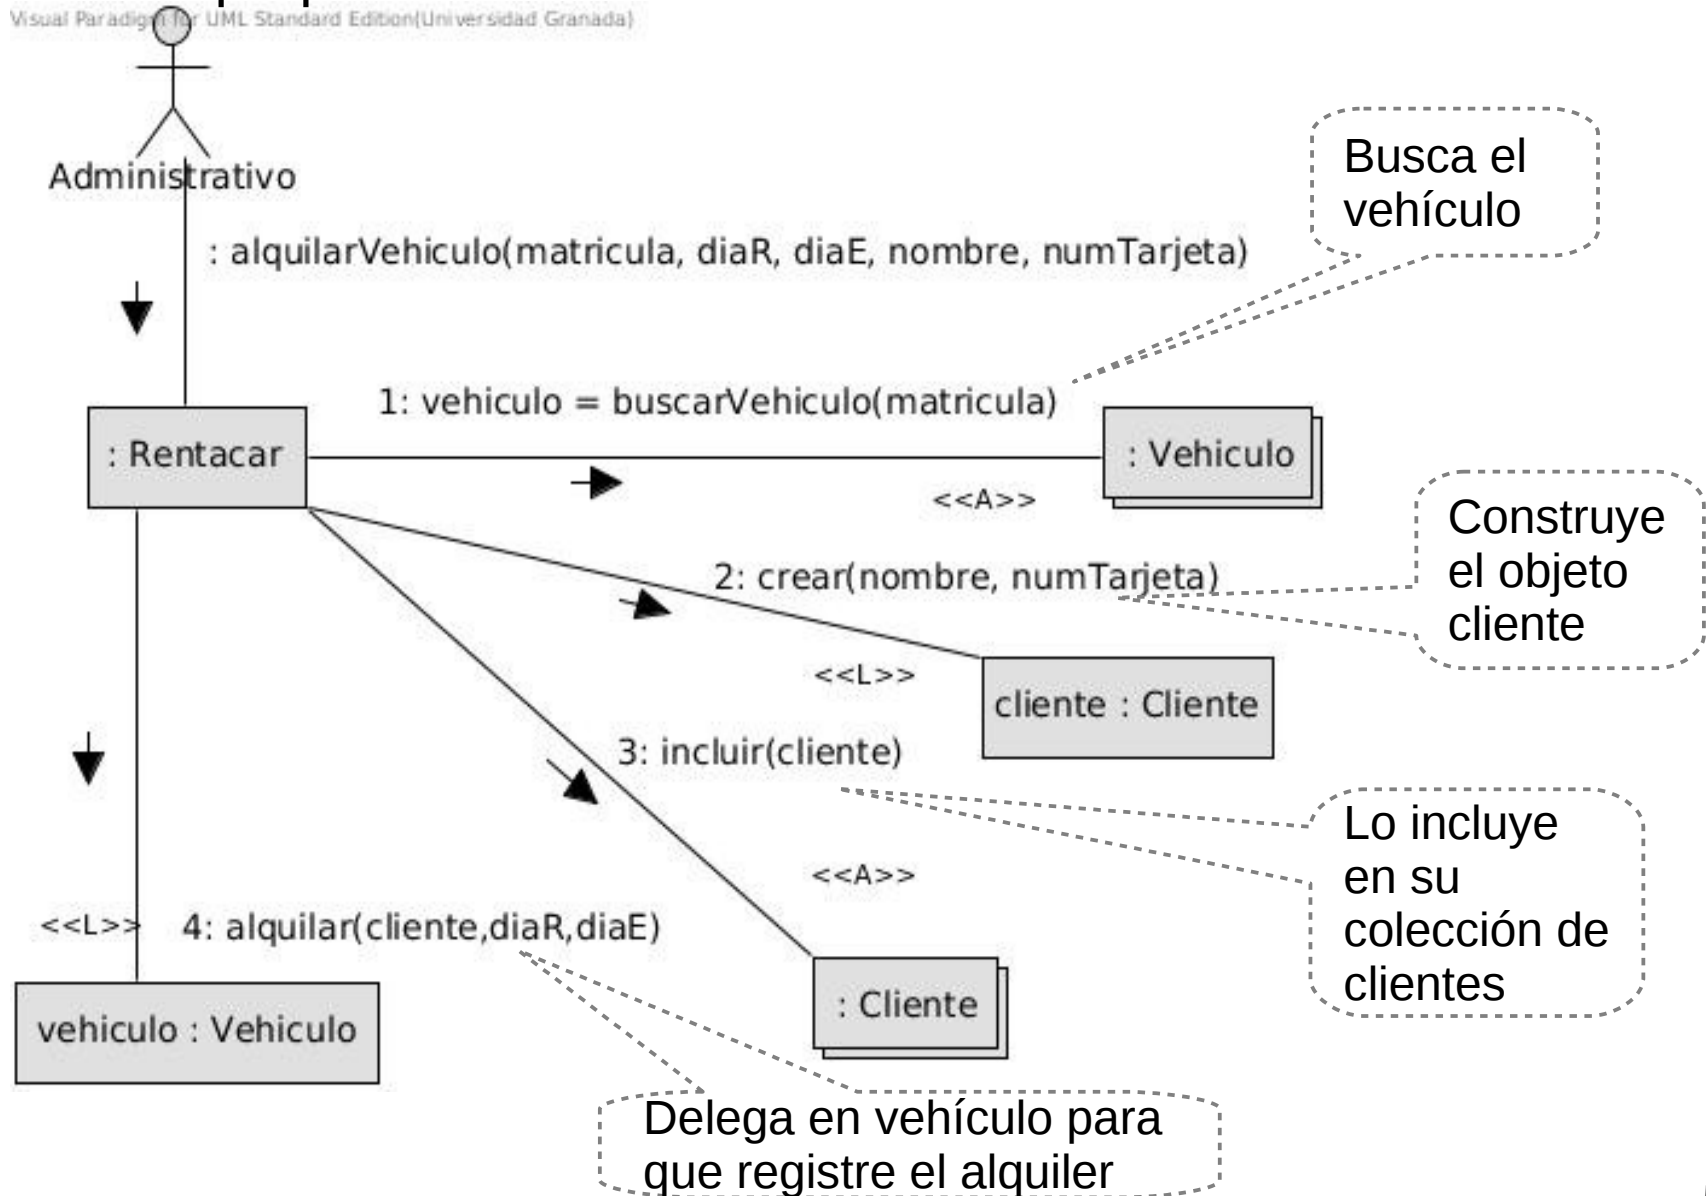 Visual Paradigm for UML Standard Edition(Universidad Granada)
Administrativo
: alquilarVehiculo(matricula, diaR, diaE, nombre, numTarjeta)
Busca el
vehículo
1: vehiculo = buscarVehiculo(matricula)
: Rentacar
: Vehiculo
<<A>>
Construye
el objeto
cliente
2: crear(nombre, numTarjeta)
<<L>>
cliente : Cliente
3: incluir(cliente)
Lo incluye
en su
colección de
clientes
<<A>>
<<L>>
4: alquilar(cliente,diaR,diaE)
: Cliente
vehiculo : Vehiculo
Delega en vehículo para
que registre el alquiler